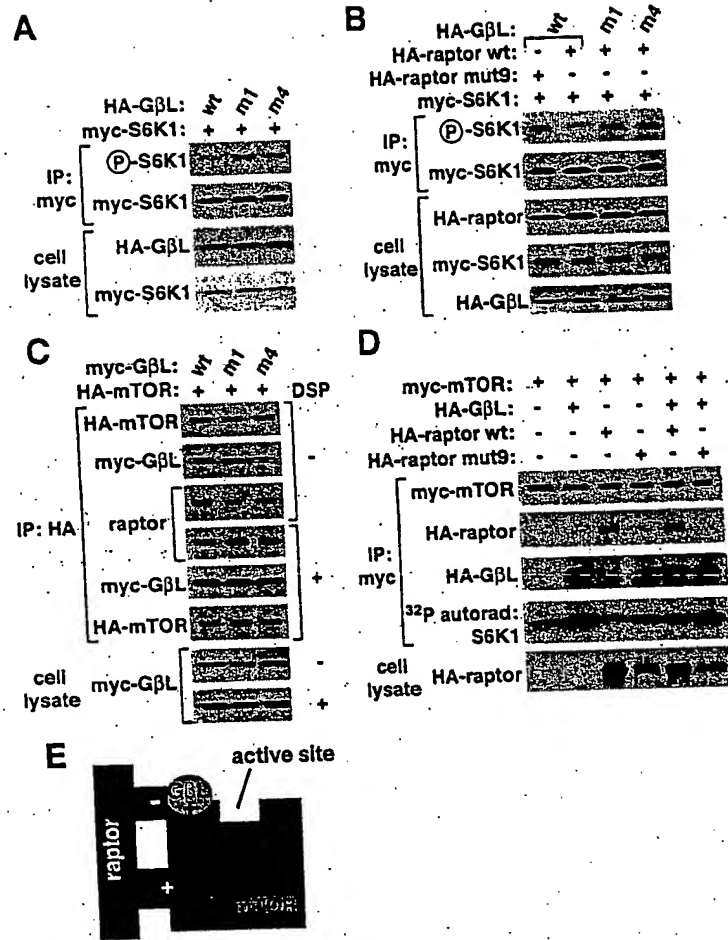 A
HA-GβL: wt m1 m4
myc-S6K1: + + +
IP: myc
Ⓟ-S6K1
myc-S6K1
cell lysate
HA-GβL
myc-S6K1
B
HA-GβL: wt m1 m4
HA-raptor wt: - + + +
HA-raptor mut9: + - - -
myc-S6K1: + + + +
IP: myc
Ⓟ-S6K1
myc-S6K1
cell lysate
HA-raptor
myc-S6K1
HA-GβL
C
myc-GβL: wt m1 m4
HA-mTOR: + + + DSP
IP: HA
HA-mTOR
myc-GβL
-
raptor
myc-GβL
+
HA-mTOR
cell lysate
myc-GβL
-
+
D
myc-mTOR: + + + + + +
HA-GβL: - + - - + +
HA-raptor wt: - - + - + -
HA-raptor mut9: - - - + - +
IP: myc
myc-mTOR
HA-raptor
HA-GβL
32P autorad: S6K1
cell lysate
HA-raptor
E
active site
raptor
-
+
mTOR